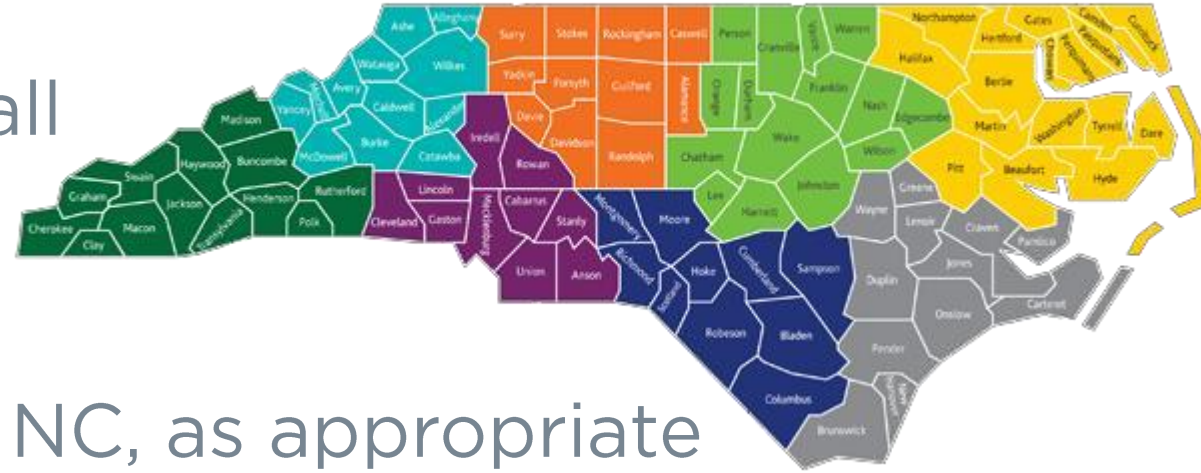 all
NC, as appropriate
Ashe
Alleghany
Surry
Stokes
Rockingham
Caswell
Person
Granville
Vance
Warren
Northampton
Gates
Camden
Currituck
Hertford
Pasquotank
Perquimans
Chowan
Halifax
Bertie
Watauga
Wilkes
Yadkin
Forsyth
Guilford
Alamance
Orange
Durham
Franklin
Nash
Edgecombe
Martin
Washington
Tyrrell
Dare
Avery
Mitchell
Yancey
Caldwell
Alexander
Iredell
Davie
Davidson
Randolph
Chatham
Wake
Wilson
Pitt
Beaufort
Hyde
Madison
McDowell
Burke
Catawba
Rowan
Lee
Harnett
Johnston
Greene
Wayne
Lenoir
Craven
Pamlico
Haywood
Buncombe
Rutherford
Lincoln
Cleveland
Gaston
Mecklenburg
Cabarrus
Stanly
Montgomery
Moore
Swain
Graham
Jackson
Henderson
Polk
Transylvania
Cherokee
Macon
Clay
Union
Anson
Richmond
Scotland
Hoke
Cumberland
Sampson
Duplin
Jones
Carteret
Onslow
Robeson
Bladen
Pender
Columbus
New Hanover
Brunswick